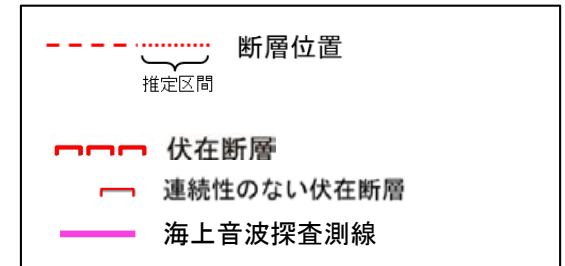 断層位置
推定区間
伏在断層
連続性のない伏在断層
海上音波探査測線